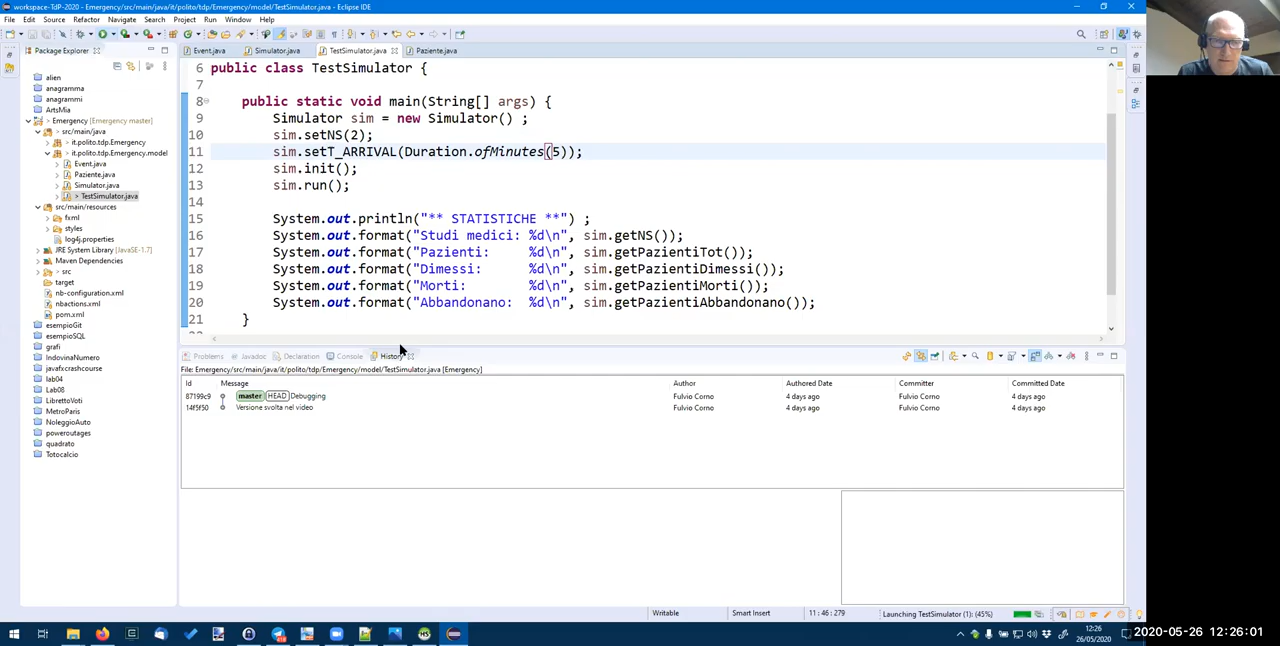 workspace-TdP-2020 - Emergency/src/main/java/it/polito/tdp/Emergency/model/TestSimulator.java - Eclipse IDE
File Edit Source Refactor Navigate Search Project Run Window Help
Package Explorer
Event.java Simulator.java TestSimulator.java Paziente.java
alien
anagramma
anagrammi
ArtsMia
> Emergency [Emergency master]
> src/main/java
> it.polito.tdp.Emergency
> it.polito.tdp.Emergency.model
Event.java
Paziente.java
Simulator.java
> TestSimulator.java
src/main/resources
fxml
styles
log4j.properties
JRE System Library [JavaSE-1.7]
Maven Dependencies
> src
target
nb-configuration.xml
nbactions.xml
pom.xml
esempioGit
esempioSQL
grafi
IndovinaNumero
javafxcrashcourse
lab04
Lab08
LibrettoVoti
MetroParis
NoleggioAuto
poweroutages
quadrato
Totocalcio
6 public class TestSimulator {
7
8 public static void main(String[] args) {
9 Simulator sim = new Simulator() ;
10 sim.setNS(2);
11 sim.setT_ARRIVAL(Duration.ofMinutes(5));
12 sim.init();
13 sim.run();
14
15 System.out.println("** STATISTICHE **") ;
16 System.out.format("Studi medici: %d\n", sim.getNS());
17 System.out.format("Pazienti: %d\n", sim.getPazientiTot());
18 System.out.format("Dimessi: %d\n", sim.getPazientiDimessi());
19 System.out.format("Morti: %d\n", sim.getPazientiMorti());
20 System.out.format("Abbandonano: %d\n", sim.getPazientiAbbandonano());
21 }
Problems Javadoc Declaration Console History
File: Emergency/src/main/java/it/polito/tdp/Emergency/model/TestSimulator.java [Emergency]
Id Message Author Authored Date Committer Committed Date
87199c9 master HEAD Debugging Fulvio Corno 4 days ago Fulvio Corno 4 days ago
14f5f50 Versione svolta nel video Fulvio Corno 4 days ago Fulvio Corno 4 days ago
Writable Smart Insert 11 : 46 : 279 Launching TestSimulator (1): (45%)
12:26
26/05/2020
2020-05-26 12:26:01